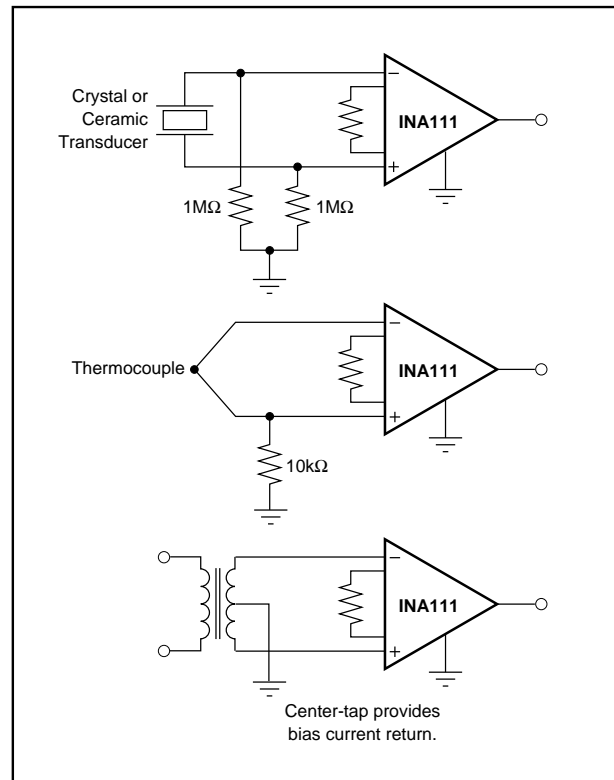 Crystal or
Ceramic
Transducer
−
INA111
+
1MΩ
1MΩ
−
Thermocouple
INA111
+
10kΩ
−
INA111
+
Center-tap provides
bias current return.